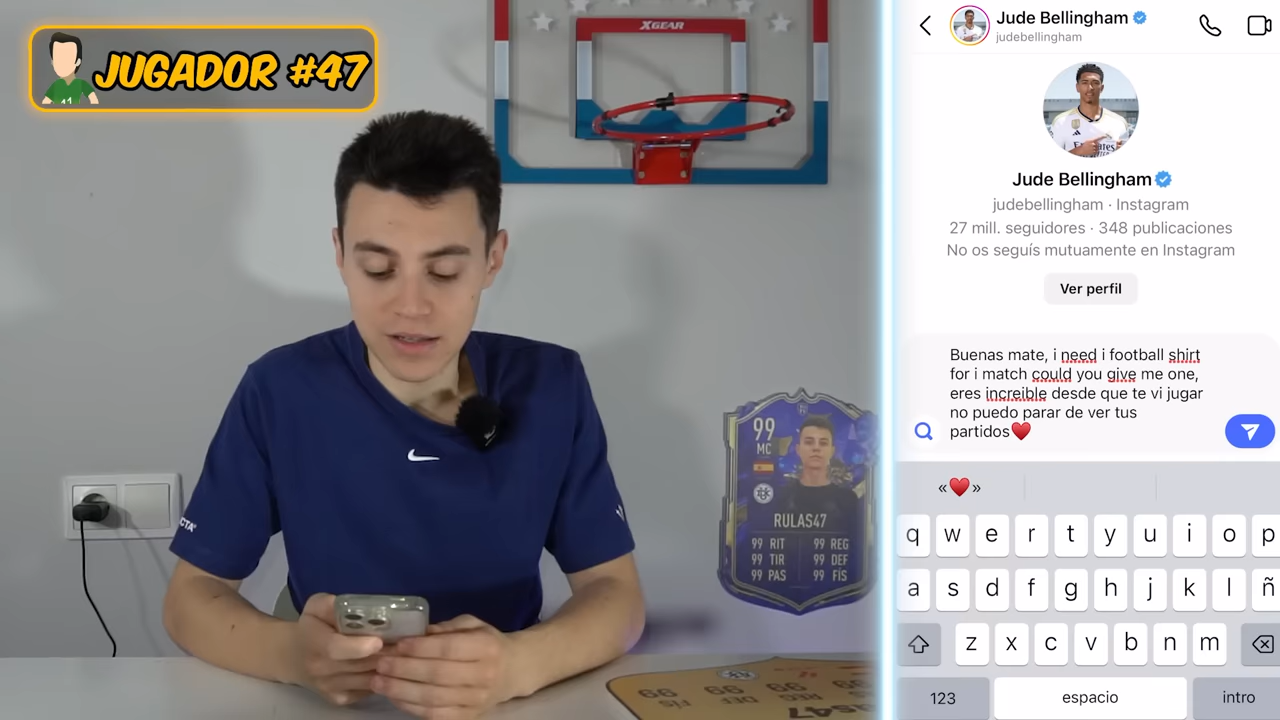 JUGADOR #47
XGEAR
99
MC
RULAS47
99 RIT 99 REG
99 TIR 99 DEF
99 PAS 99 FÍS
Jude Bellingham
judebellingham
Jude Bellingham
judebellingham · Instagram
27 mill. seguidores · 348 publicaciones
No os seguís mutuamente en Instagram
Ver perfil
Buenas mate, i need i football shirt
for i match could you give me one,
eres increible desde que te vi jugar
no puedo parar de ver tus
partidos❤️
«❤️»
q w e r t y u i o p
a s d f g h j k l ñ
z x c v b n m
123 espacio intro